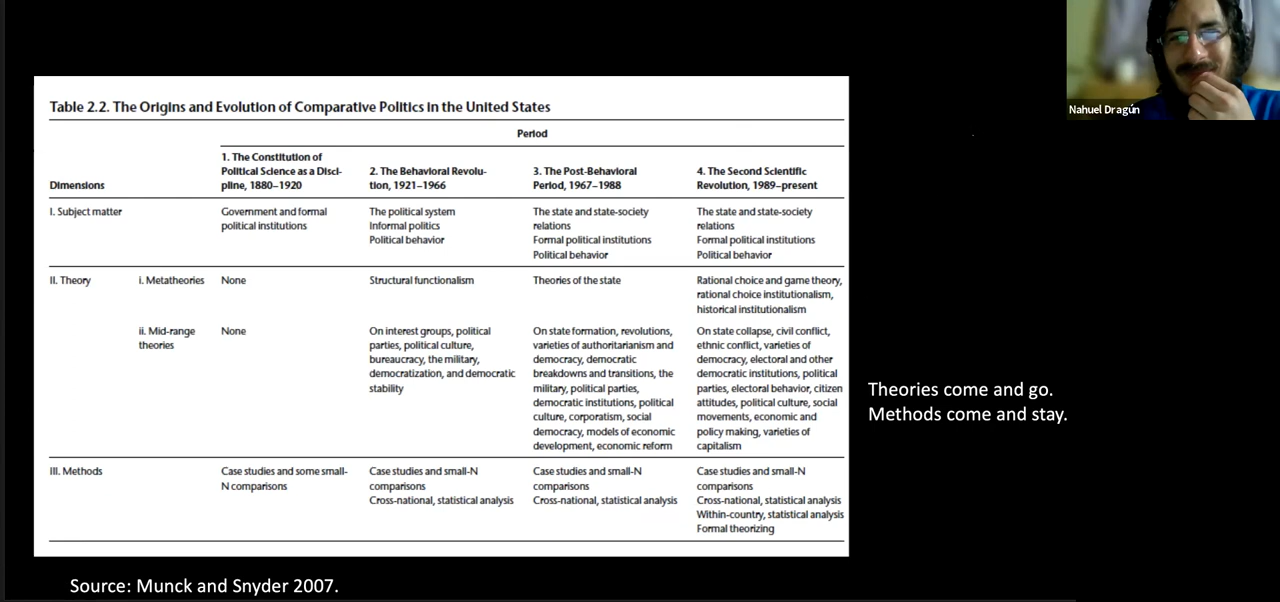 Nahuel Dragún
Table 2.2. The Origins and Evolution of Comparative Politics in the United States
Period
Dimensions
1. The Constitution of
Political Science as a Disci-
pline, 1880–1920
2. The Behavioral Revolu-
tion, 1921–1966
3. The Post-Behavioral
Period, 1967–1988
4. The Second Scientific
Revolution, 1989–present
I. Subject matter
Government and formal
political institutions
The political system
Informal politics
Political behavior
The state and state-society
relations
Formal political institutions
Political behavior
The state and state-society
relations
Formal political institutions
Political behavior
II. Theory
i. Metatheories
None
Structural functionalism
Theories of the state
Rational choice and game theory,
rational choice institutionalism,
historical institutionalism
ii. Mid-range
theories
None
On interest groups, political
parties, political culture,
bureaucracy, the military,
democratization, and democratic
stability
On state formation, revolutions,
varieties of authoritarianism and
democracy, democratic
breakdowns and transitions, the
military, political parties,
democratic institutions, political
culture, corporatism, social
democracy, models of economic
development, economic reform
On state collapse, civil conflict,
ethnic conflict, varieties of
democracy, electoral and other
democratic institutions, political
parties, electoral behavior, citizen
attitudes, political culture, social
movements, economic and
policy making, varieties of
capitalism
III. Methods
Case studies and some small-
N comparisons
Case studies and small-N
comparisons
Cross-national, statistical analysis
Case studies and small-N
comparisons
Cross-national, statistical analysis
Case studies and small-N
comparisons
Cross-national, statistical analysis
Within-country, statistical analysis
Formal theorizing
Theories come and go.
Methods come and stay.
Source: Munck and Snyder 2007.